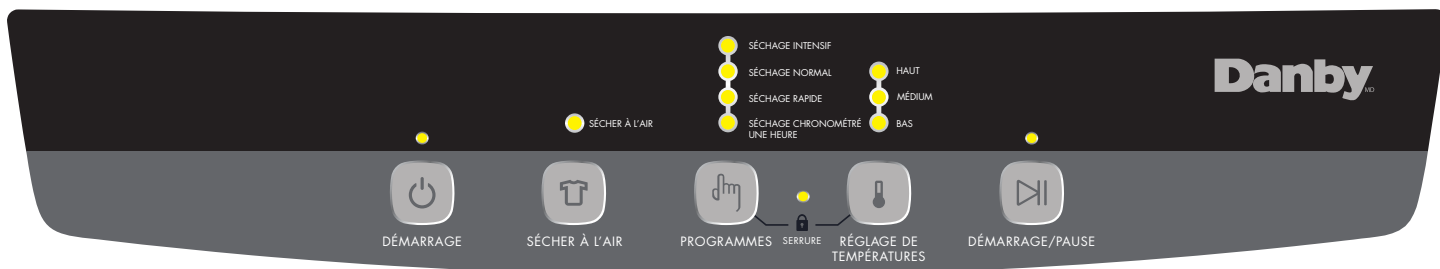 SÉCHAGE INTENSIF
SÉCHAGE NORMAL
HAUT
SÉCHAGE RAPIDE
MÉDIUM
SÉCHER À L'AIR
SÉCHAGE CHRONOMÉTRÉ
UNE HEURE
BAS
Danby MD
DÉMARRAGE
SÉCHER À L'AIR
PROGRAMMES
SERRURE
RÉGLAGE DE
TEMPÉRATURES
DÉMARRAGE/PAUSE